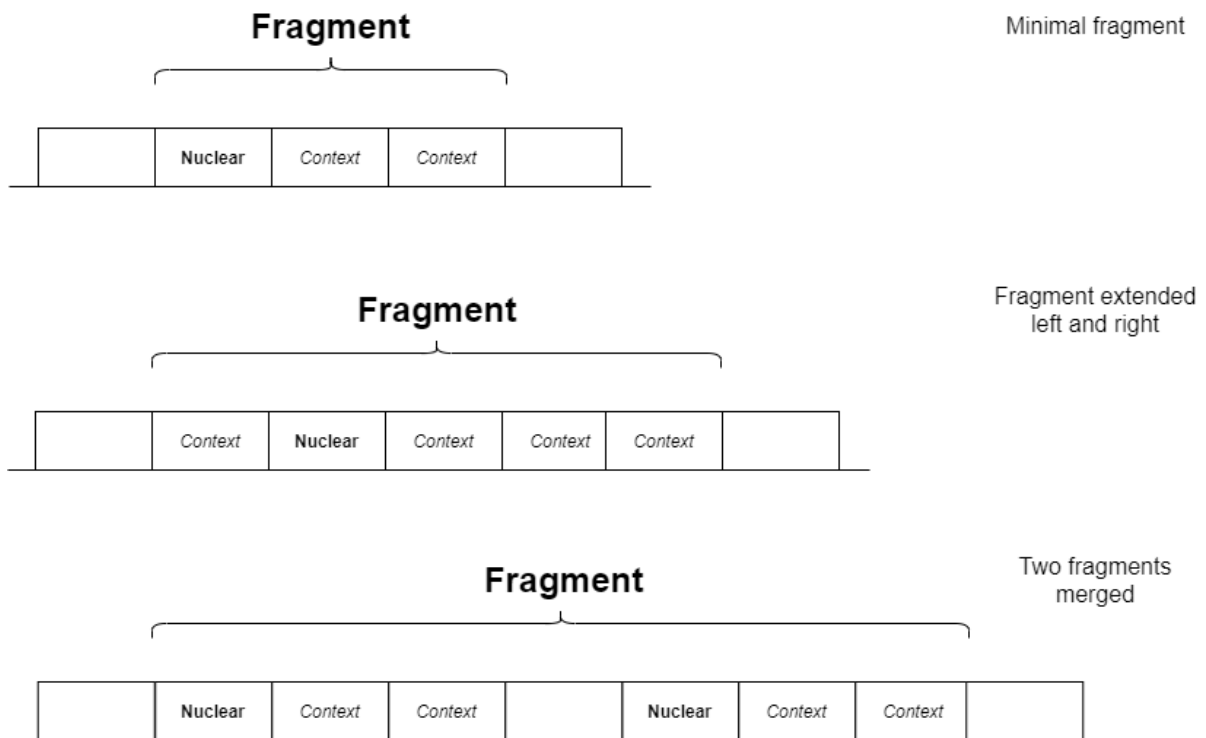 Fragment
Minimal fragment
Nuclear Context Context
Fragment extended
left and right
Fragment
Context Nuclear Context Context Context
Two fragments
merged
Fragment
Nuclear Context Context Nuclear Context Context